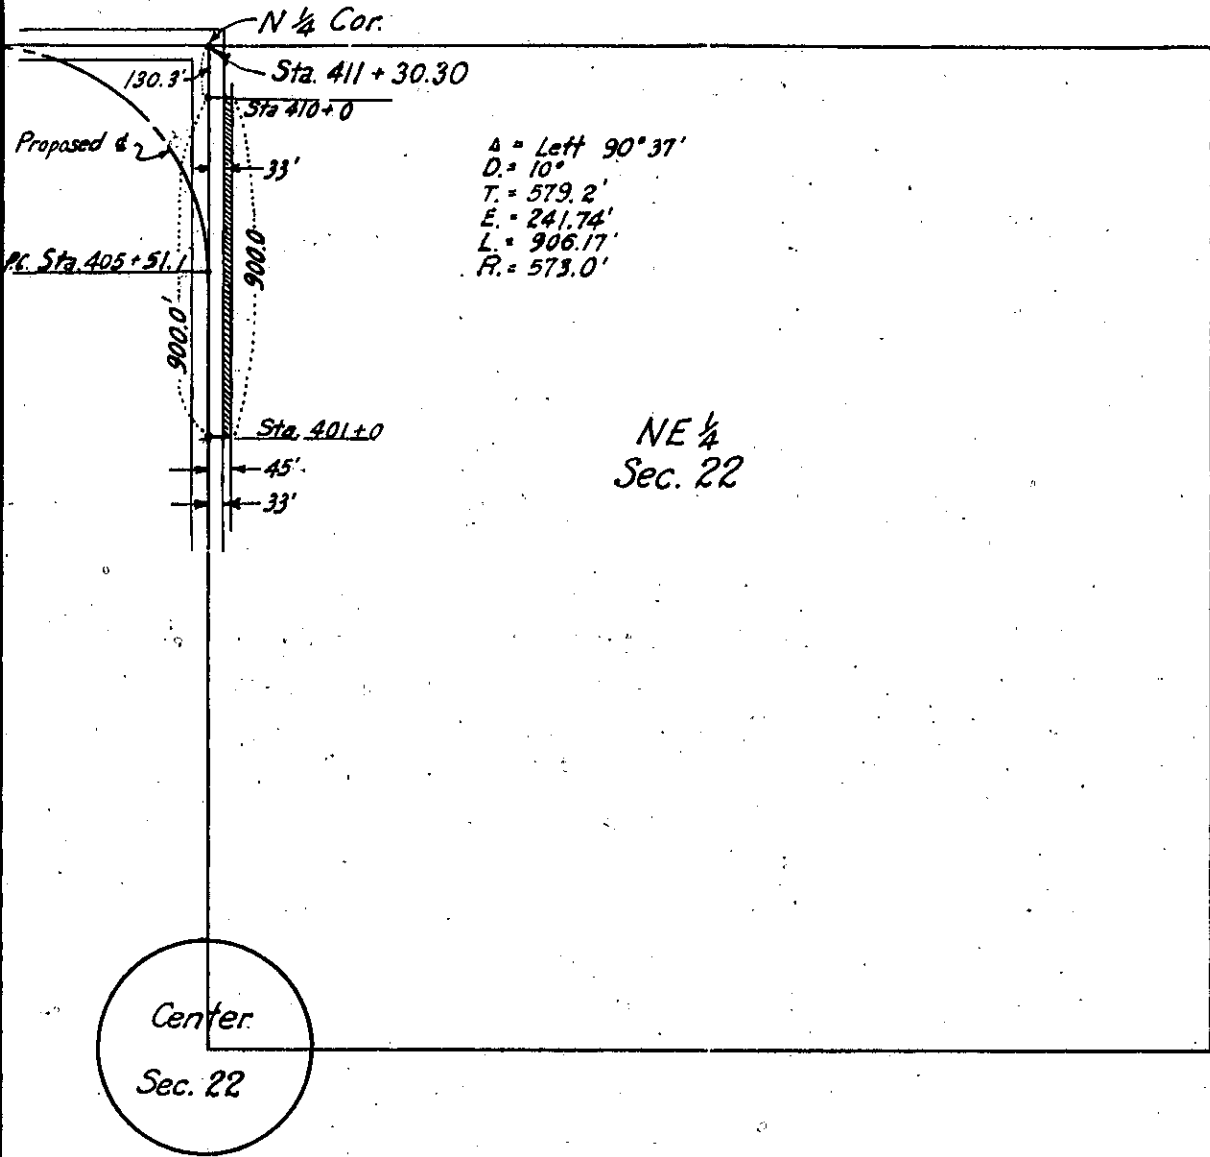 N ¼ Cor.
130.3'
Sta. 411 + 30.30
Sta 410+0
Proposed ℄
33'
Δ = Left 90°37'
D. = 10°
T. = 579.2'
E. = 241.74'
L. = 906.17'
R. = 573.0'
900.0
P.C. Sta. 405+51.1
900.0'
Sta. 401+0
45'
33'
NE ¼
Sec. 22
Center
Sec. 22